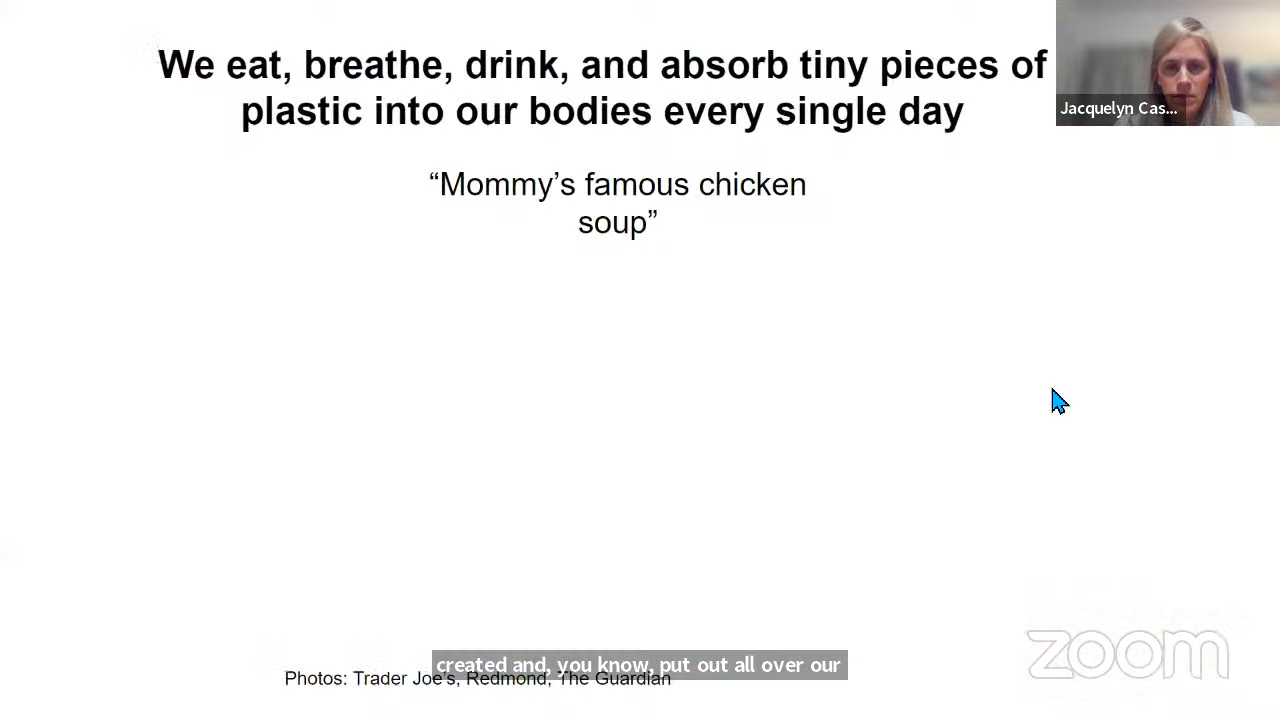 We eat, breathe, drink, and absorb tiny pieces of
plastic into our bodies every single day
Jacquelyn Cas...
“Mommy’s famous chicken
soup”
created and, you know, put out all over our
Photos: Trader Joe’s, Redmond, The Guardian
zoom